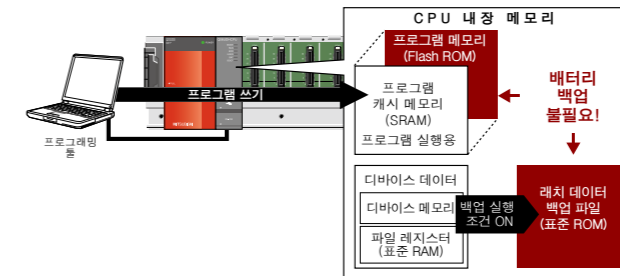 CPU 내장 메모리
프로그램 메모리
(Flash ROM)
프로그램 쓰기
프로그램
캐시 메모리
(SRAM)
프로그램 실행용
배터리
백업
불필요!
프로그래밍
툴
디바이스 데이터
디바이스 메모리
파일 레지스터
(표준 RAM)
백업 실행
조건 ON
래치 데이터
백업 파일
(표준 ROM)